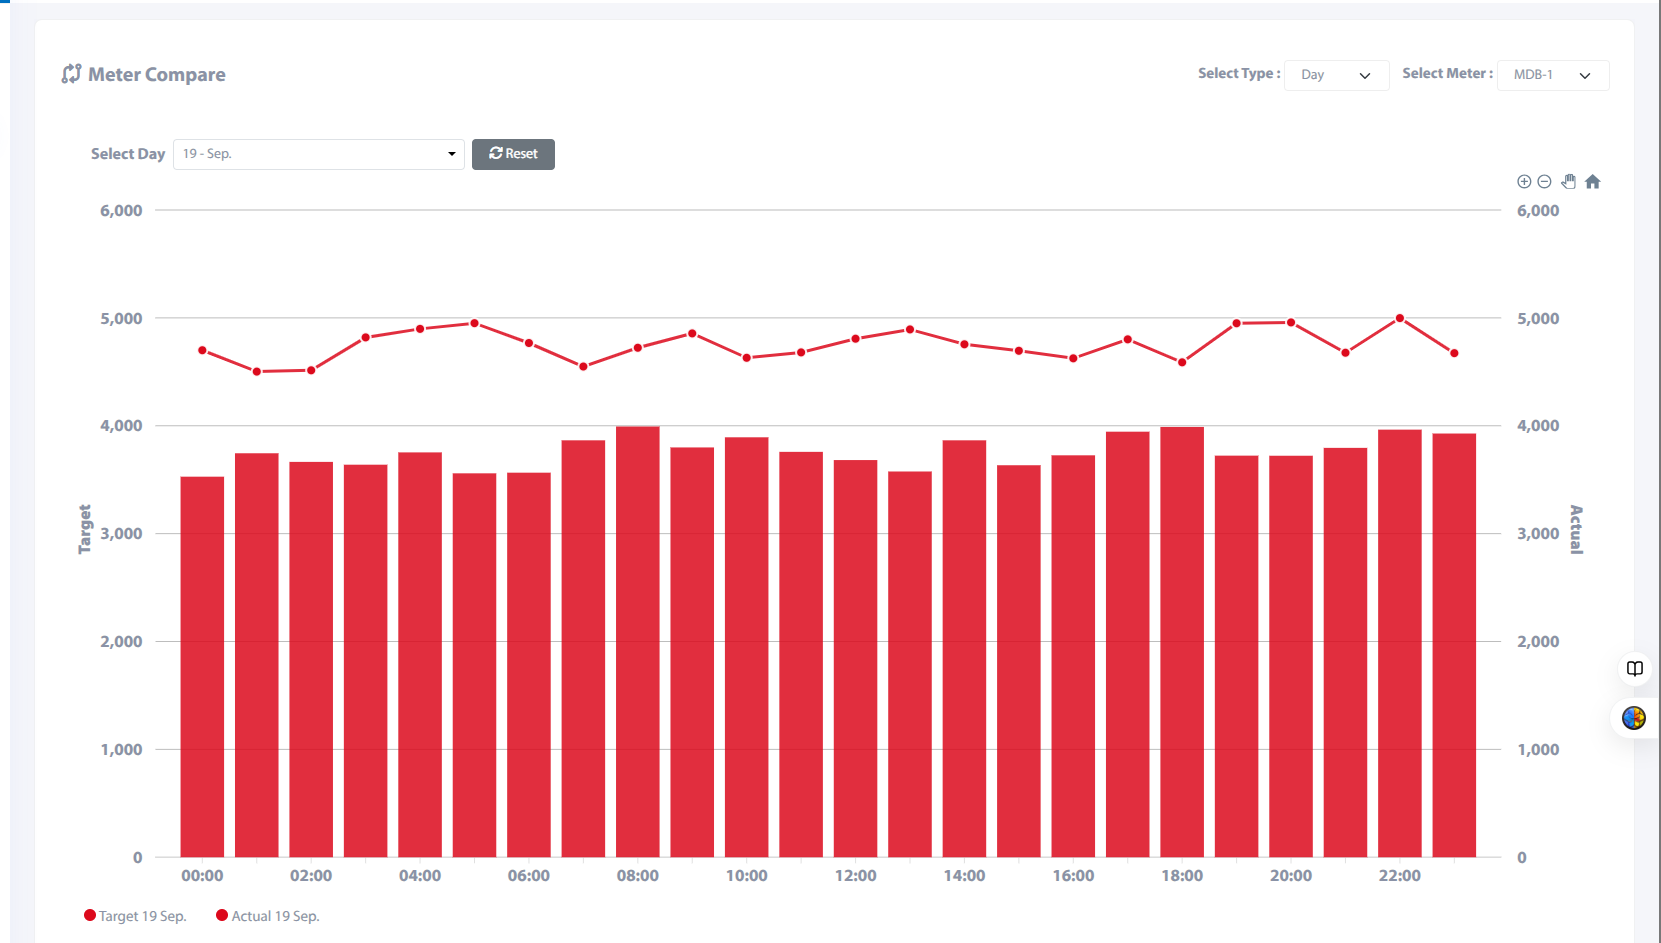 Meter Compare
Select Type : Day
Select Meter : MDB-1
Select Day 19 - Sep. Reset
6,000 6,000
5,000 5,000
4,000 4,000
3,000 3,000
2,000 2,000
1,000 1,000
0 0
Target
Actual
00:00 02:00 04:00 06:00 08:00 10:00 12:00 14:00 16:00 18:00 20:00 22:00
Target 19 Sep. Actual 19 Sep.